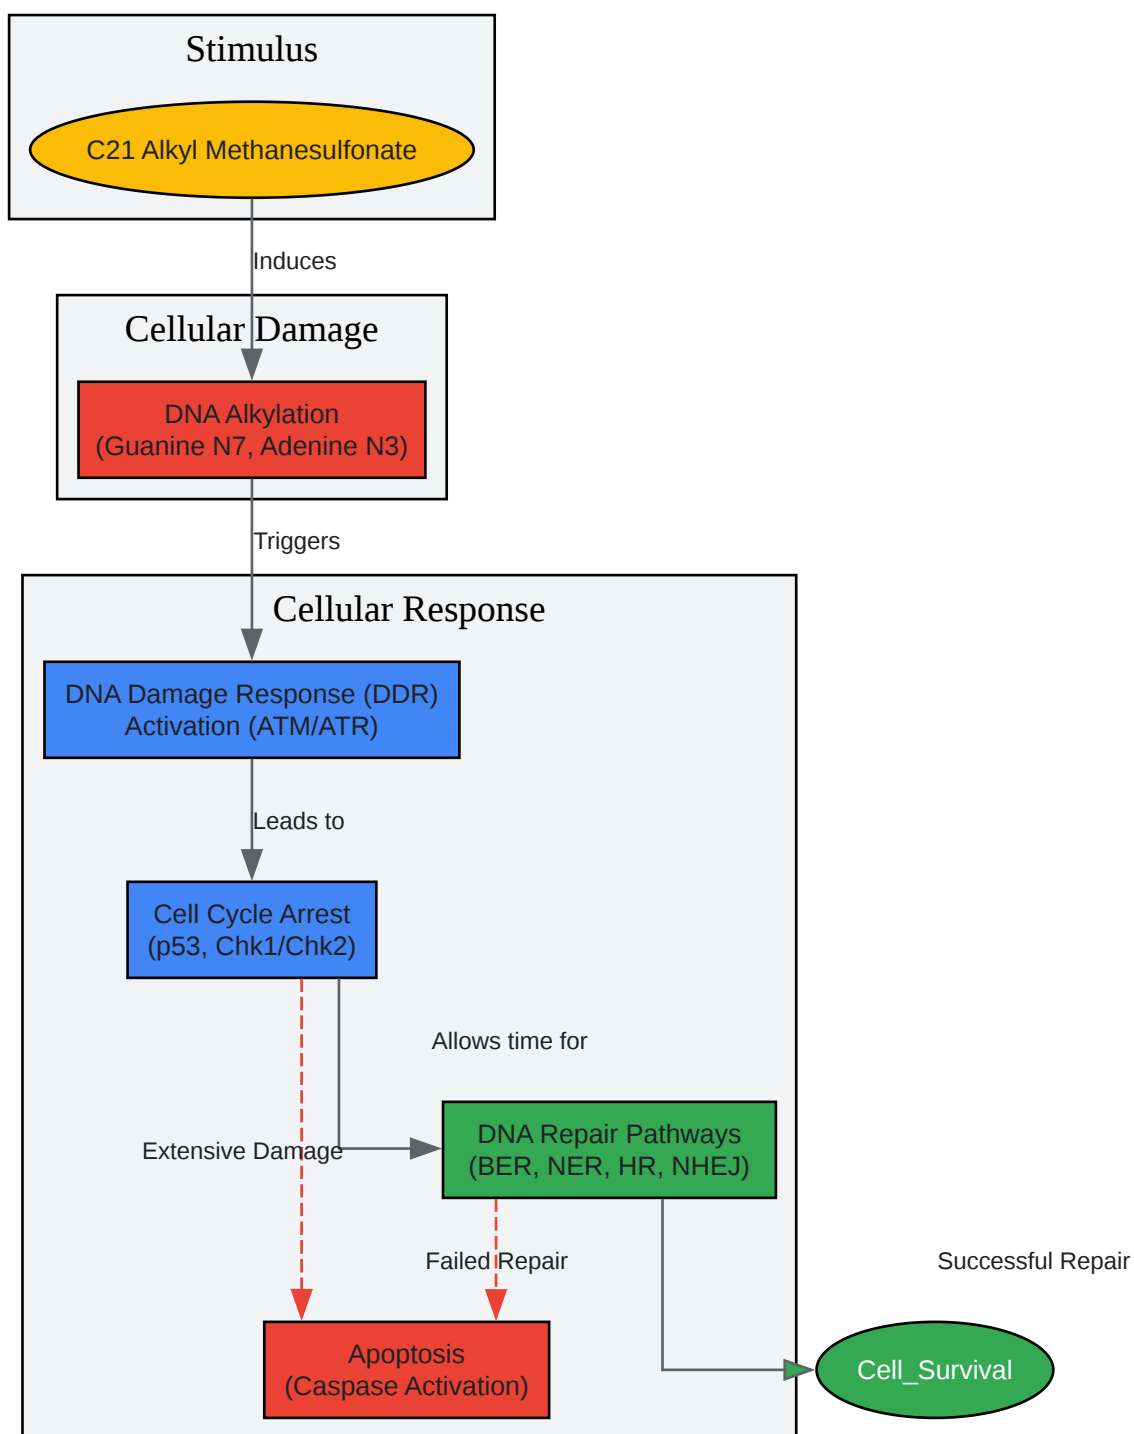 Stimulus
C21 Alkyl Methanesulfonate
Induces
Cellular Damage
DNA Alkylation
(Guanine N7, Adenine N3)
Triggers
Cellular Response
DNA Damage Response (DDR)
Activation (ATM/ATR)
Leads to
Cell Cycle Arrest
(p53, Chk1/Chk2)
Allows time for
DNA Repair Pathways
(BER, NER, HR, NHEJ)
Extensive Damage
Failed Repair
Successful Repair
Apoptosis
(Caspase Activation)
Cell_Survival